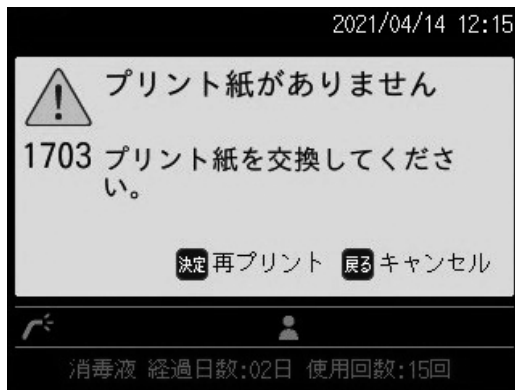 2021/04/14 12:15
プリント紙がありません
1703 プリント紙を交換してくださ
い。
決定 再プリント 戻る キャンセル
消毒液 経過日数:02日 使用回数:15回